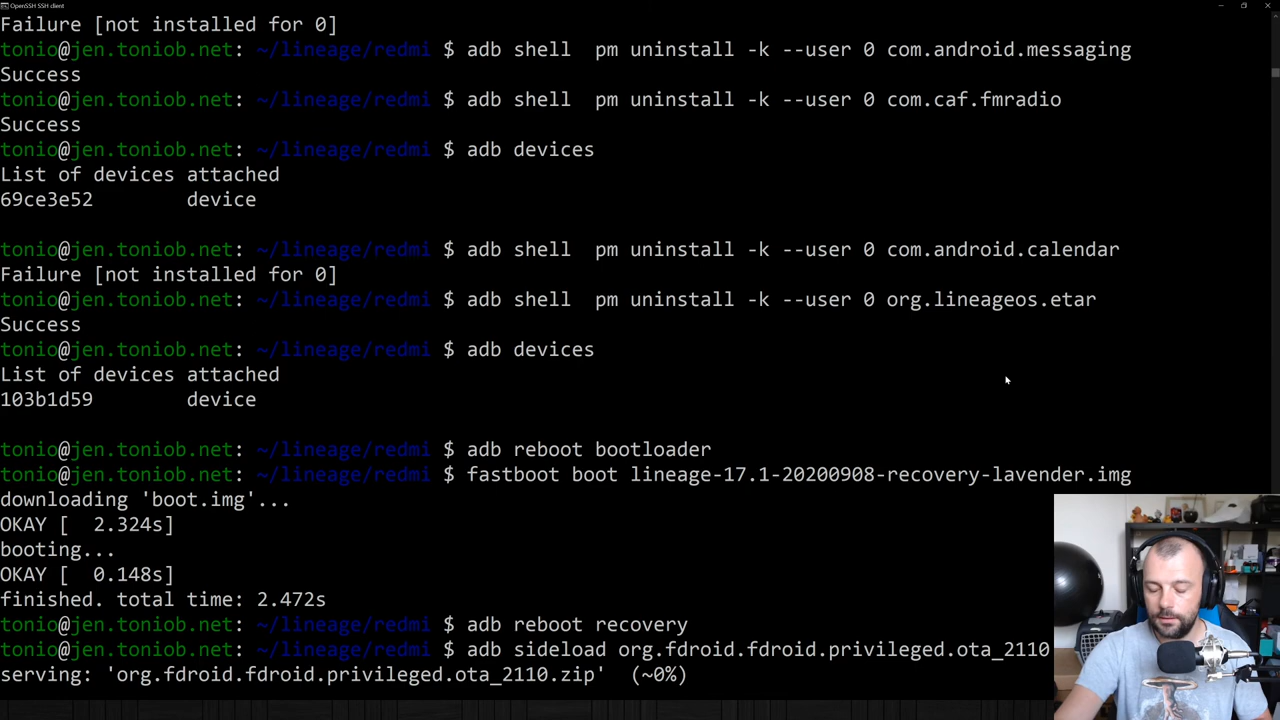 OpenSSH SSH client
Failure [not installed for 0]
tonio@jen.toniob.net: ~/lineage/redmi $ adb shell  pm uninstall -k --user 0 com.android.messaging
Success
tonio@jen.toniob.net: ~/lineage/redmi $ adb shell  pm uninstall -k --user 0 com.caf.fmradio
Success
tonio@jen.toniob.net: ~/lineage/redmi $ adb devices
List of devices attached
69ce3e52        device
tonio@jen.toniob.net: ~/lineage/redmi $ adb shell  pm uninstall -k --user 0 com.android.calendar
Failure [not installed for 0]
tonio@jen.toniob.net: ~/lineage/redmi $ adb shell  pm uninstall -k --user 0 org.lineageos.etar
Success
tonio@jen.toniob.net: ~/lineage/redmi $ adb devices
List of devices attached
103b1d59        device
tonio@jen.toniob.net: ~/lineage/redmi $ adb reboot bootloader
tonio@jen.toniob.net: ~/lineage/redmi $ fastboot boot lineage-17.1-20200908-recovery-lavender.img
downloading 'boot.img'...
OKAY [  2.324s]
booting...
OKAY [  0.148s]
finished. total time: 2.472s
tonio@jen.toniob.net: ~/lineage/redmi $ adb reboot recovery
tonio@jen.toniob.net: ~/lineage/redmi $ adb sideload org.fdroid.fdroid.privileged.ota_2110
serving: 'org.fdroid.fdroid.privileged.ota_2110.zip'  (~0%)